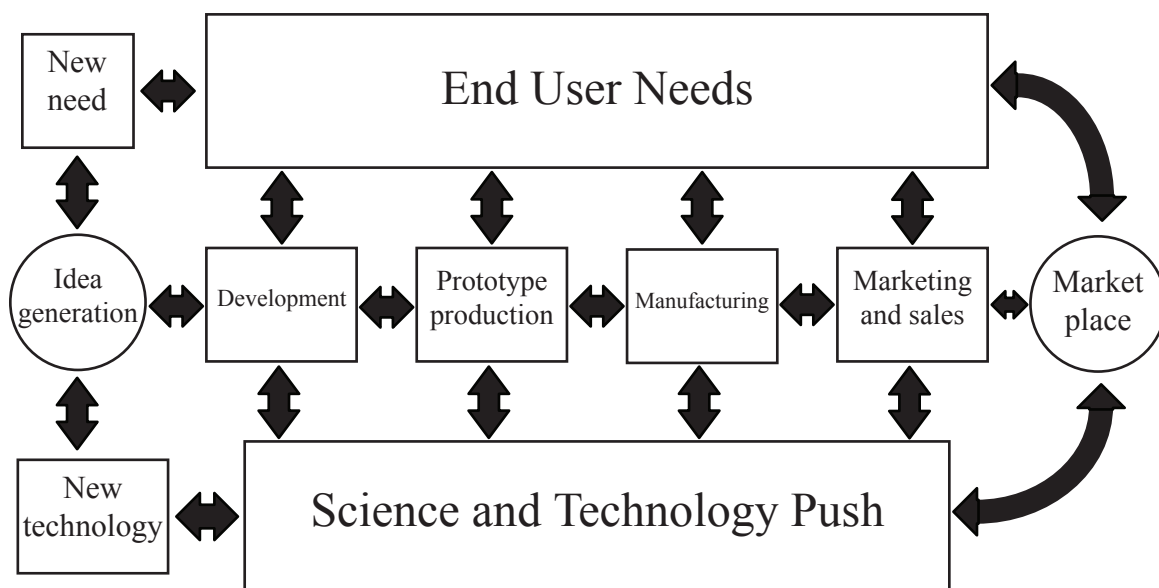 New
need
End User Needs
Idea
generation
Development
Prototype
production
Manufacturing
Marketing
and sales
Market
place
New
technology
Science and Technology Push